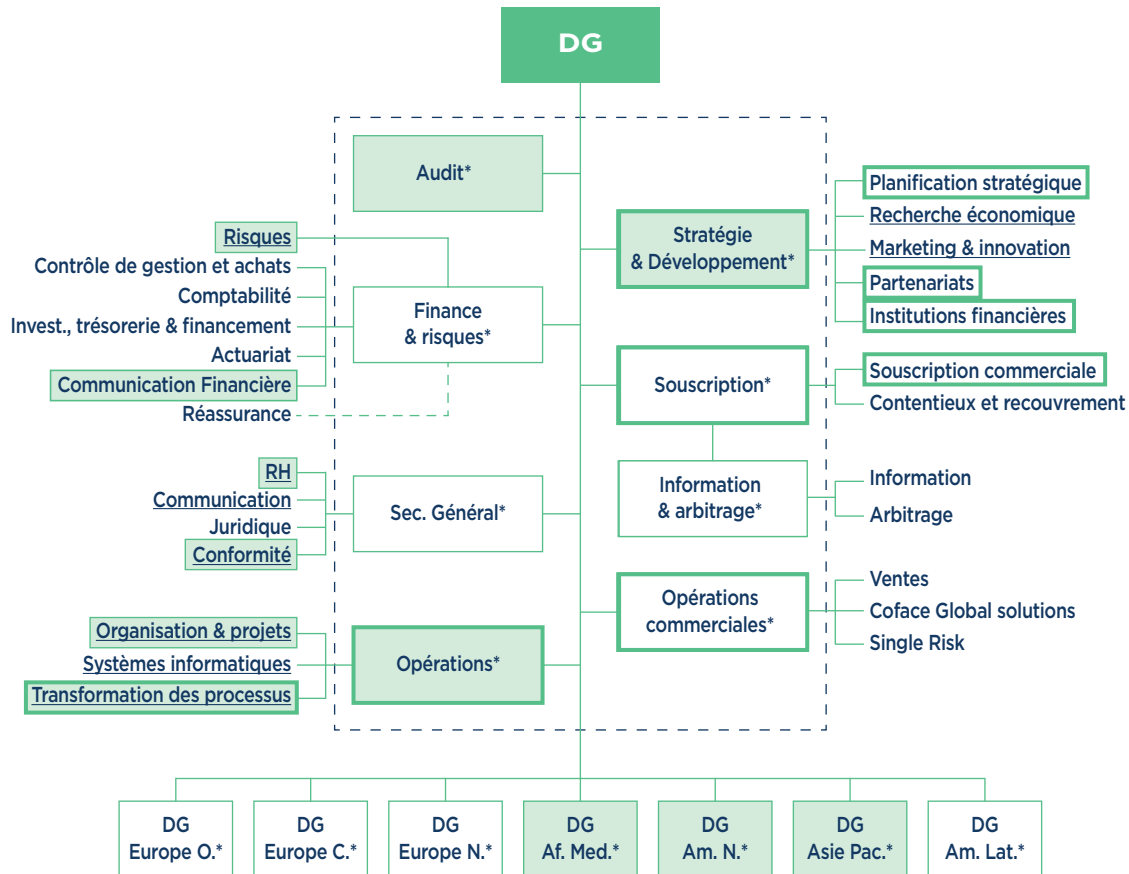 DG
Audit*
Risques
Contrôle de gestion et achats
Comptabilité
Invest., trésorerie & financement
Actuariat
Communication Financière
Réassurance
Finance
& risques*
RH
Communication
Juridique
Conformité
Sec. Général*
Organisation & projets
Systèmes informatiques
Transformation des processus
Opérations*
Stratégie
& Développement*
Planification stratégique
Recherche économique
Marketing & innovation
Partenariats
Institutions financières
Souscription*
Souscription commerciale
Contentieux et recouvrement
Information
& arbitrage*
Information
Arbitrage
Opérations
commerciales*
Ventes
Coface Global solutions
Single Risk
DG
Europe O.*
DG
Europe C.*
DG
Europe N.*
DG
Af. Med.*
DG
Am. N.*
DG
Asie Pac.*
DG
Am. Lat.*